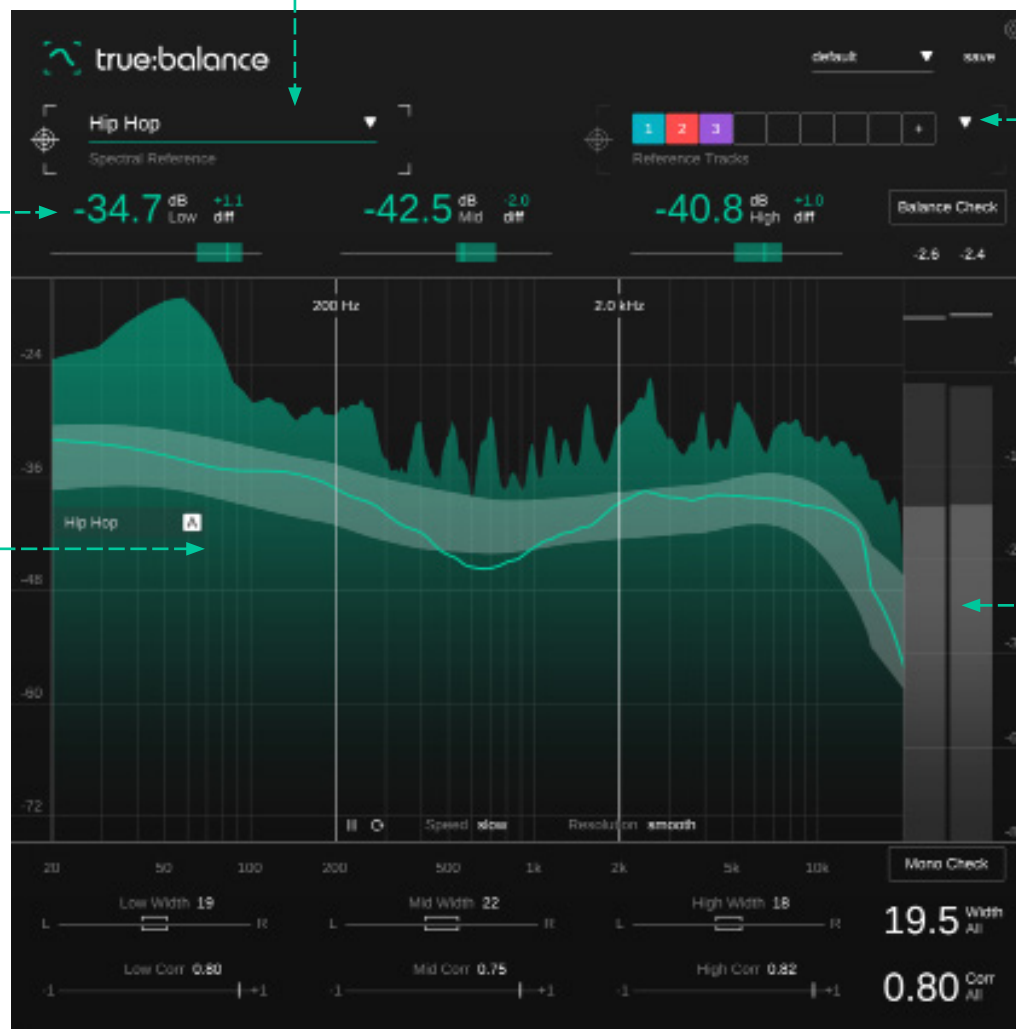 true:balance
default save
Hip Hop
Spectral Reference
1 2 3 +
Reference Tracks
-34.7 dB Low +1.1 diff
-42.5 dB Mid -2.0 diff
-40.8 dB High +1.0 diff
Balance Check
-2.6 -2.4
200 Hz 2.0 kHz
-24
-36
Hip Hop A
-48
-60
-72
Speed slow Resolution smooth
20 50 100 200 500 1k 2k 5k 10k
Mono Check
Low Width 19 Mid Width 22 High Width 18
L R L R L R
19.5 Width All
Low Corr 0.80 Mid Corr 0.75 High Corr 0.82
-1 +1 -1 +1 -1 +1
0.80 Corr All